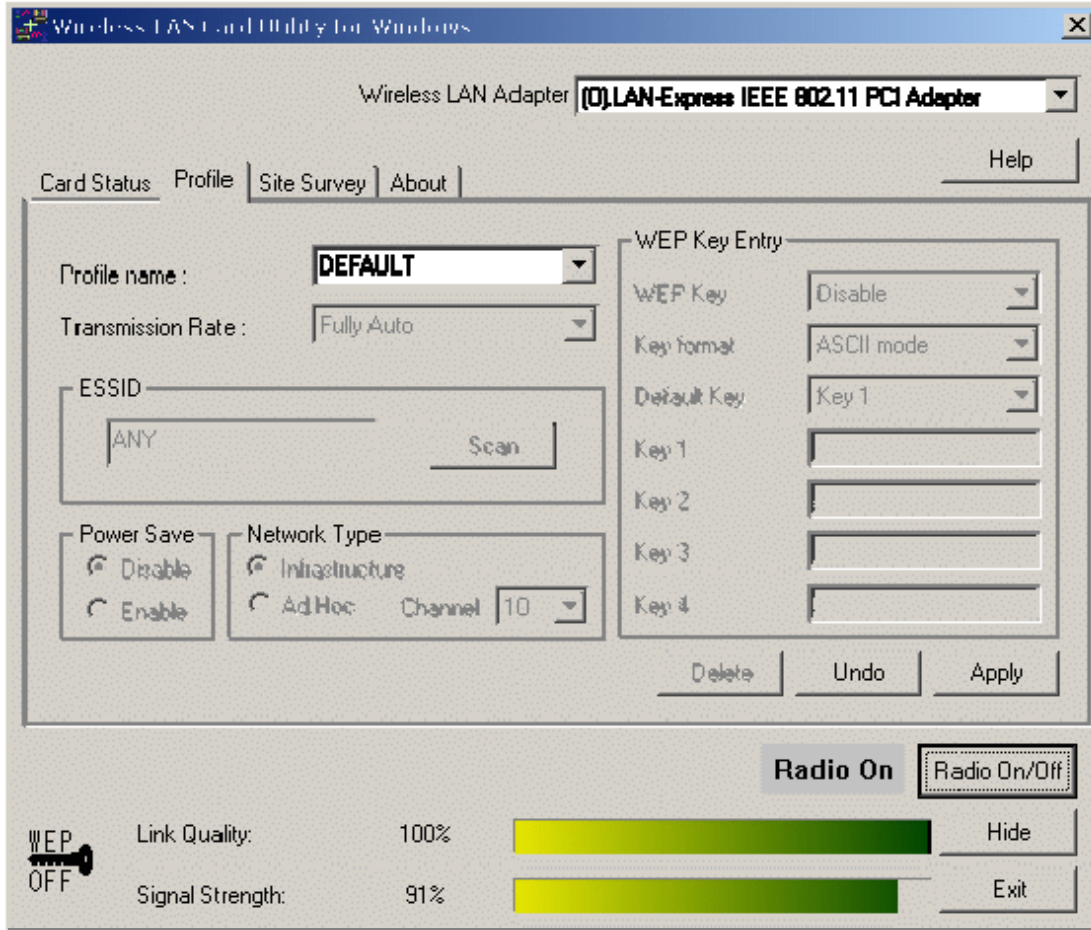 Wireless LAN Card Utility for Windows
Wireless LAN Adapter (0).LAN-Express IEEE 802.11 PCI Adapter
Help
Card Status Profile Site Survey About
Profile name : DEFAULT
Transmission Rate : Fully Auto
ESSID
ANY Scan
Power Save
Disable
Enable
Network Type
Infrastructure
Ad Hoc Channel 10
WEP Key Entry
WEP Key Disable
Key format ASCII mode
Default Key Key 1
Key 1
Key 2
Key 3
Key 4
Delete Undo Apply
Radio On Radio On/Off
WEP
OFF
Link Quality: 100% Hide
Signal Strength: 91% Exit